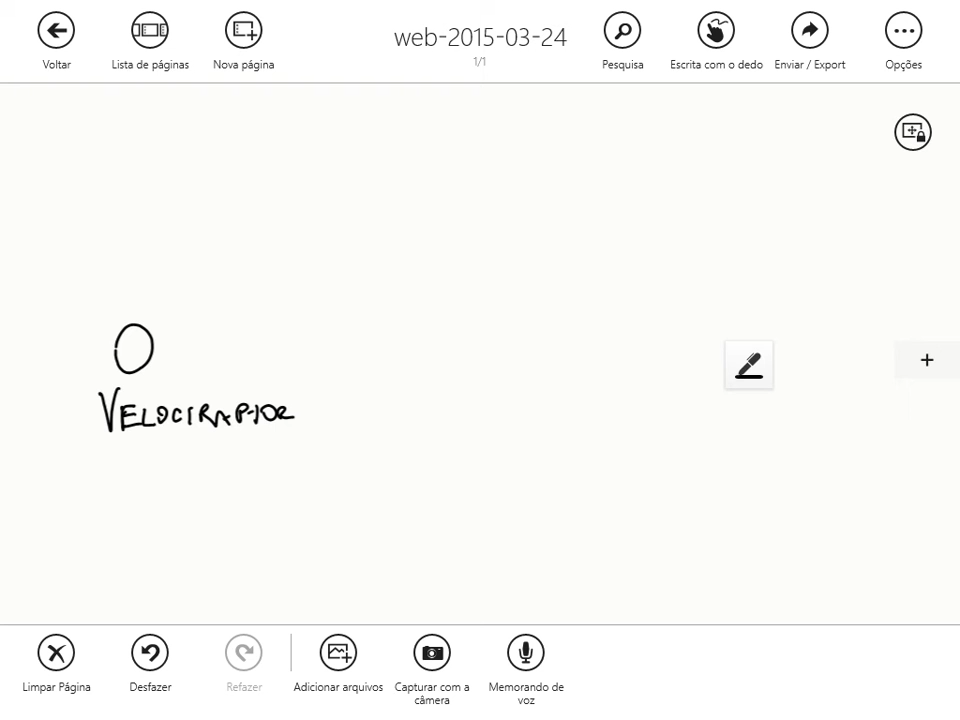 web-2015-03-24
1/1
Voltar
Lista de páginas
Nova página
Pesquisa
Escrita com o dedo
Enviar / Export
Opções
O
VELOCIRAPTOR
Limpar Página
Desfazer
Refazer
Adicionar arquivos
Capturar com a
câmera
Memorando de
voz